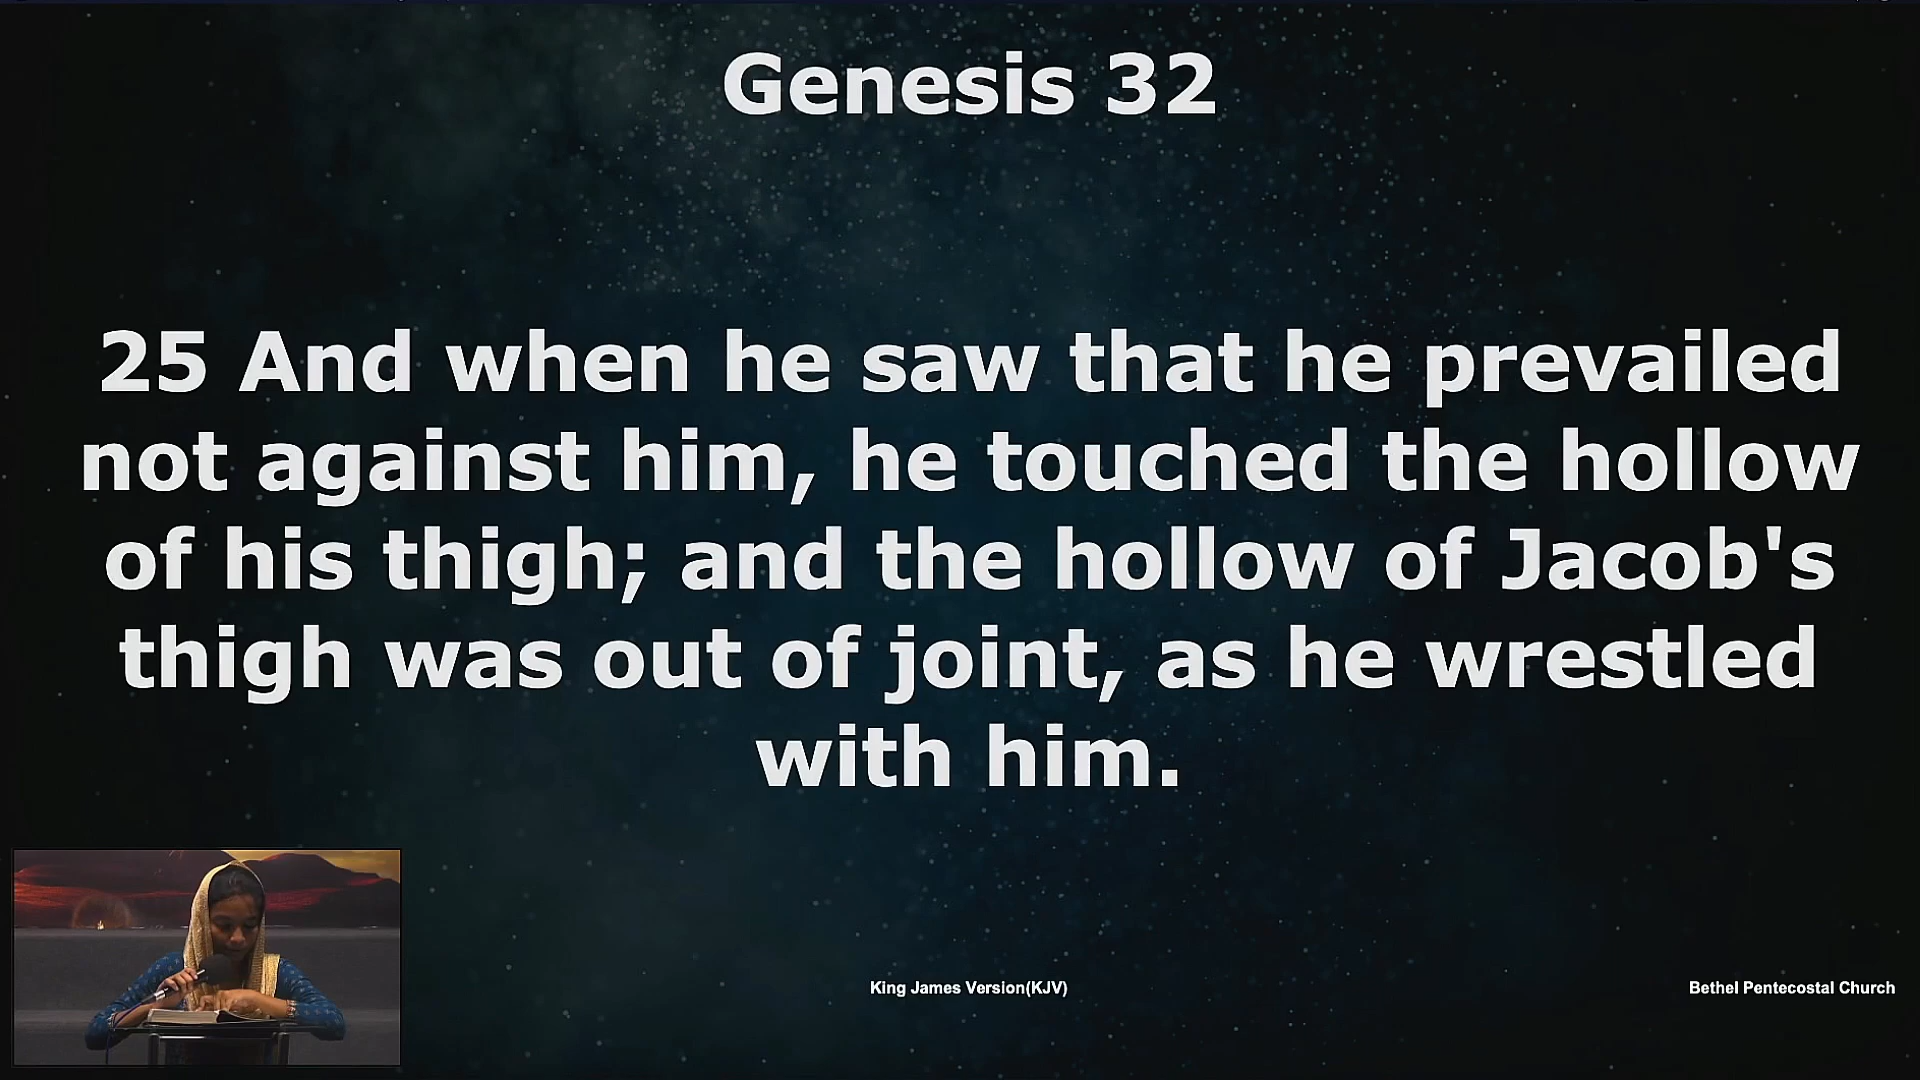 Genesis 32
25 And when he saw that he prevailed
not against him, he touched the hollow
of his thigh; and the hollow of Jacob's
thigh was out of joint, as he wrestled
with him.
King James Version(KJV)
Bethel Pentecostal Church